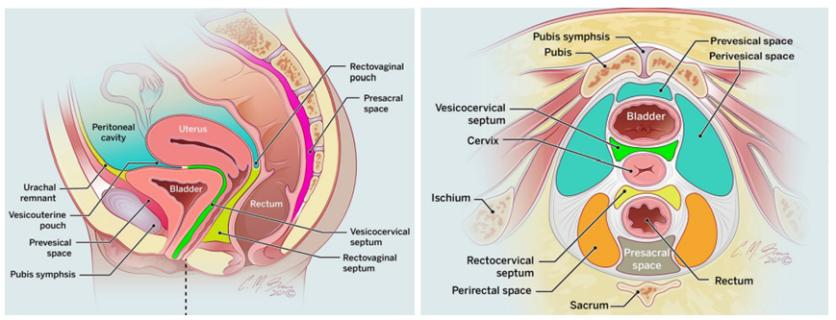 Rectovaginal
pouch
Presacral
space
Peritoneal
cavity
Uterus
Urachal
remnant
Bladder
Rectum
Vesicouterine
pouch
Prevesical
space
Pubis symphsis
Vesicocervical
septum
Rectovaginal
septum
Pubis symphsis
Pubis
Prevesical space
Perivesical space
Vesicocervical
septum
Bladder
Cervix
Ischium
Rectocervical
septum
Perirectal space
Presacral
space
Rectum
Sacrum